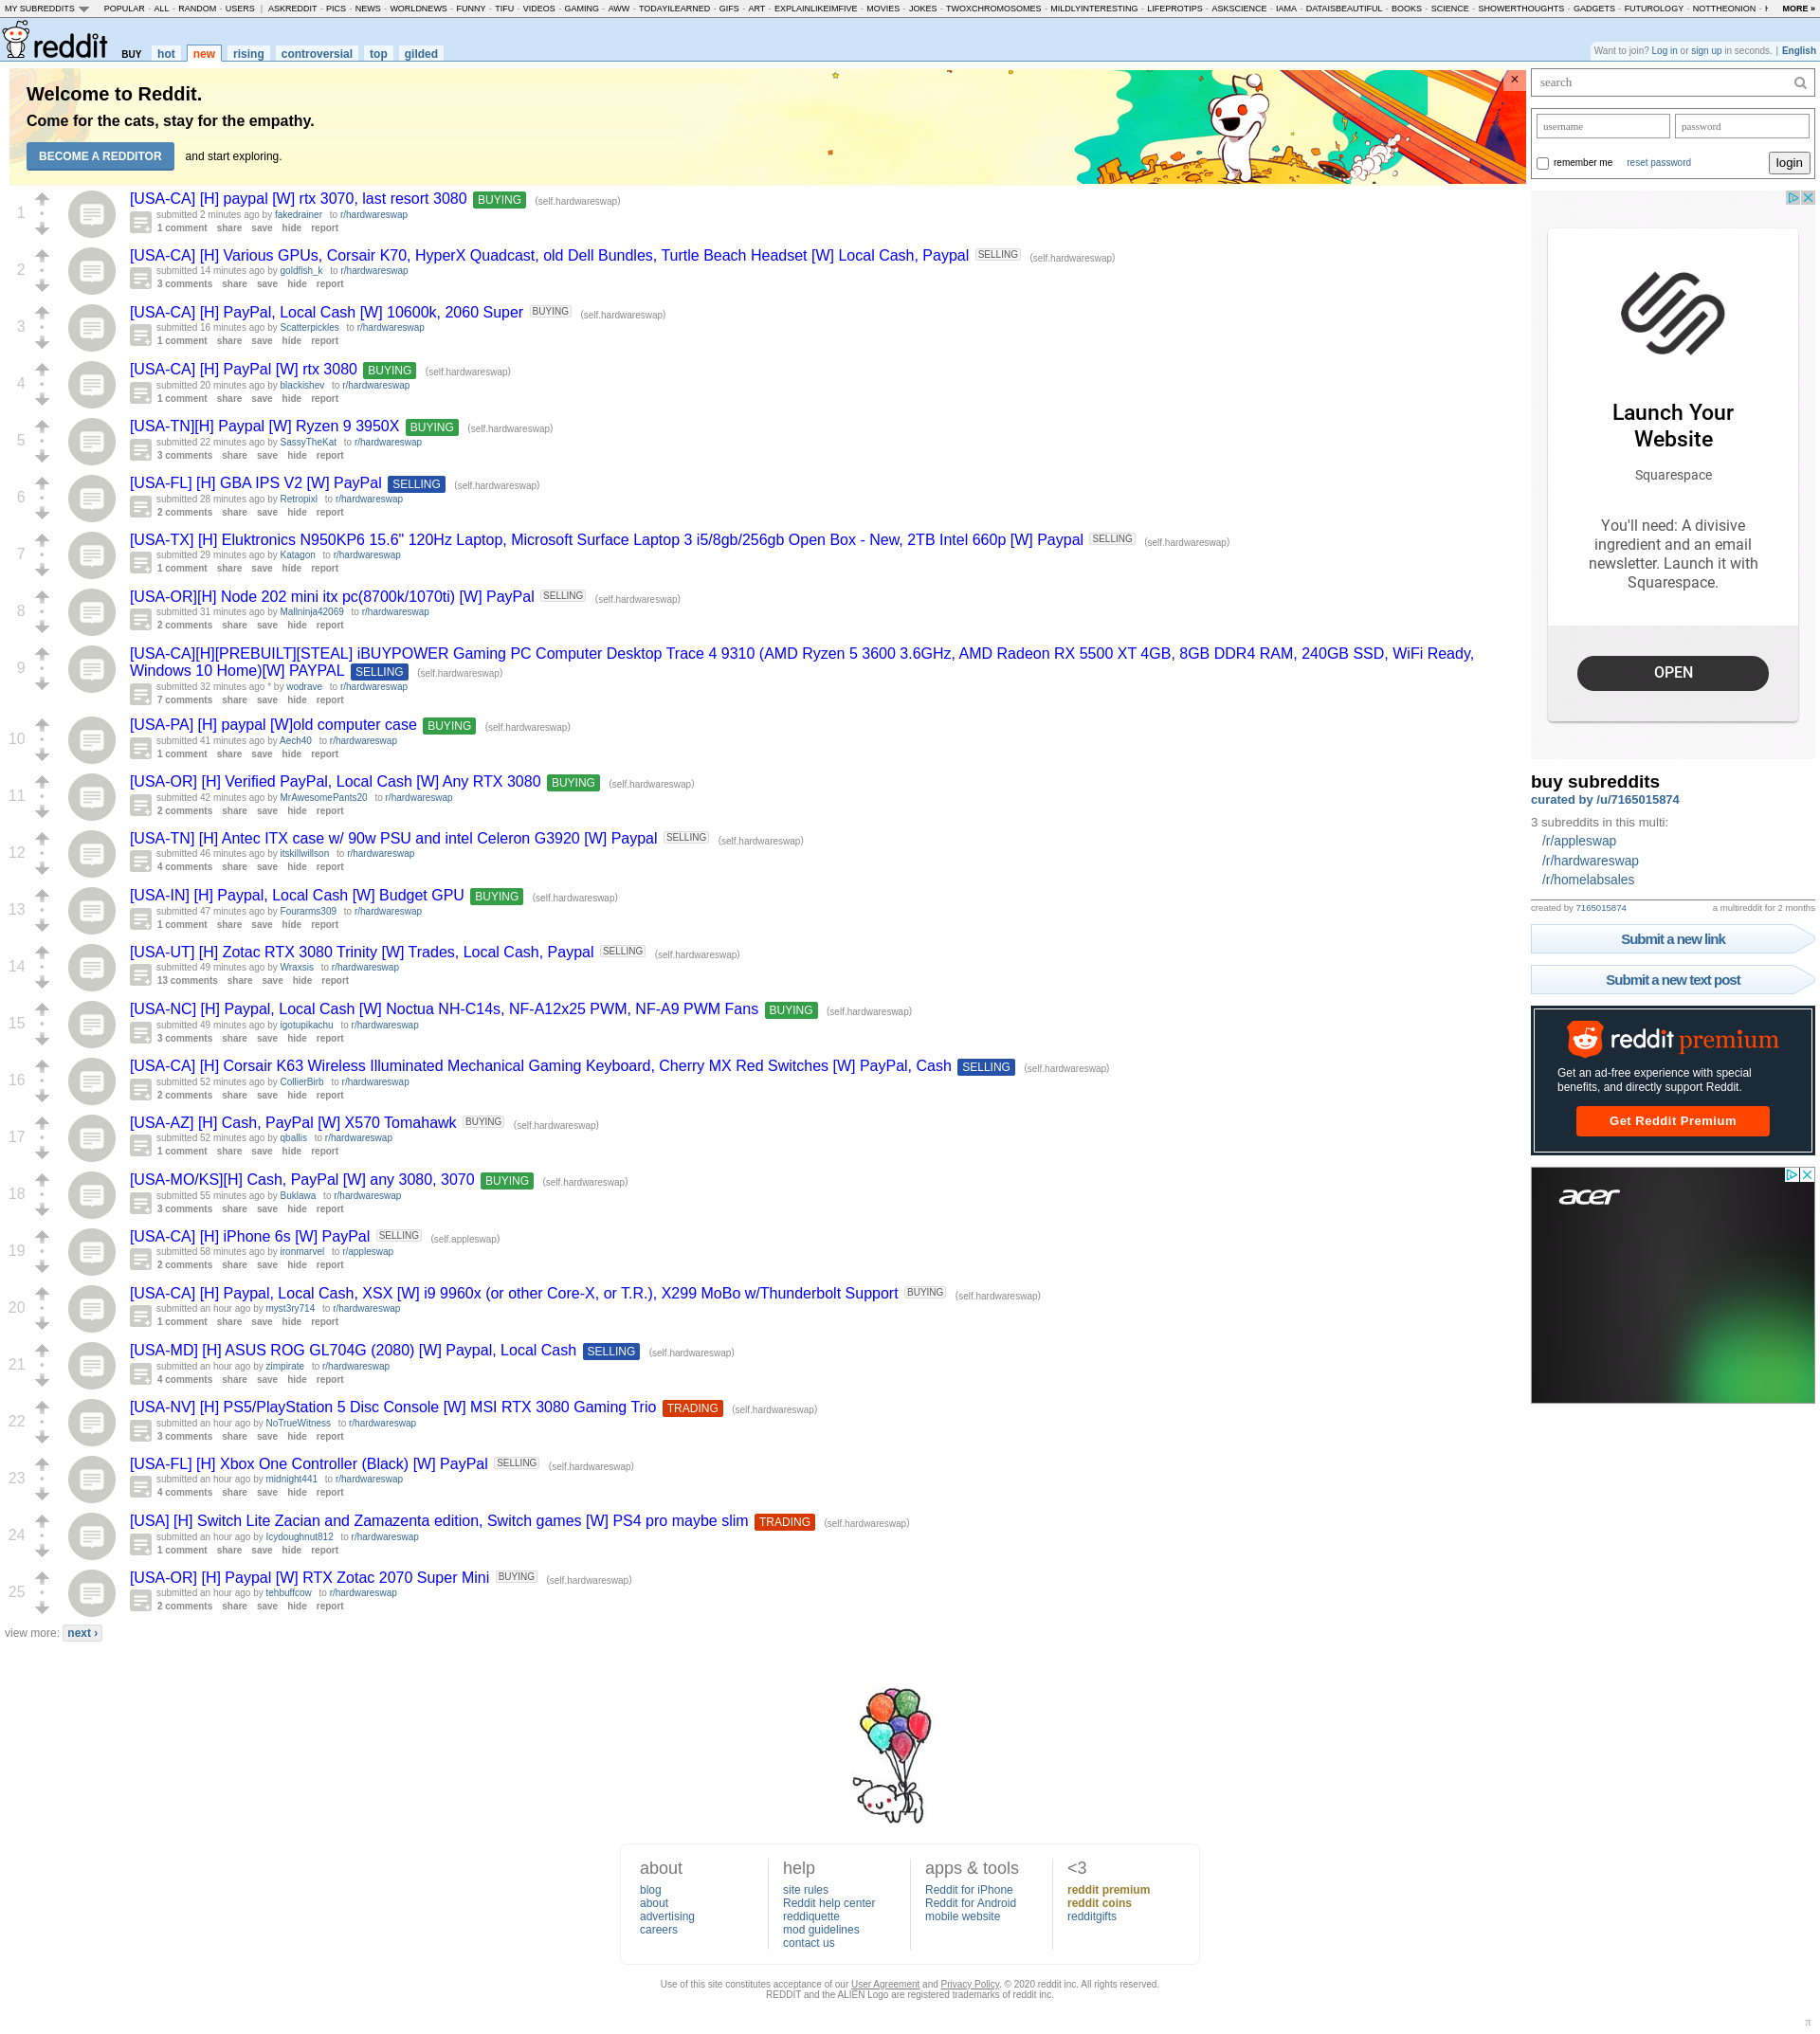 MY SUBREDDITS POPULAR - ALL - RANDOM - USERS | ASKREDDIT - PICS - NEWS - WORLDNEWS - FUNNY - TIFU - VIDEOS - GAMING - AWW - TODAYILEARNED - GIFS - ART - EXPLAINLIKEIMFIVE - MOVIES - JOKES - TWOXCHROMOSOMES - MILDLYINTERESTING - LIFEPROTIPS - ASKSCIENCE - IAMA - DATAISBEAUTIFUL - BOOKS - SCIENCE - SHOWERTHOUGHTS - GADGETS - FUTUROLOGY - NOTTHEONION - MORE »
reddit BUY hot new rising controversial top gilded
Want to join? Log in or sign up in seconds. | English
Welcome to Reddit.
Come for the cats, stay for the empathy.
BECOME A REDDITOR and start exploring.
×
1
[USA-CA] [H] paypal [W] rtx 3070, last resort 3080 BUYING (self.hardwareswap)
submitted 2 minutes ago by fakedrainer to r/hardwareswap
1 comment share save hide report
2
[USA-CA] [H] Various GPUs, Corsair K70, HyperX Quadcast, old Dell Bundles, Turtle Beach Headset [W] Local Cash, Paypal SELLING (self.hardwareswap)
submitted 14 minutes ago by goldfish_k to r/hardwareswap
3 comments share save hide report
3
[USA-CA] [H] PayPal, Local Cash [W] 10600k, 2060 Super BUYING (self.hardwareswap)
submitted 16 minutes ago by Scatterpickles to r/hardwareswap
1 comment share save hide report
4
[USA-CA] [H] PayPal [W] rtx 3080 BUYING (self.hardwareswap)
submitted 20 minutes ago by blackishev to r/hardwareswap
1 comment share save hide report
5
[USA-TN][H] Paypal [W] Ryzen 9 3950X BUYING (self.hardwareswap)
submitted 22 minutes ago by SassyTheKat to r/hardwareswap
3 comments share save hide report
6
[USA-FL] [H] GBA IPS V2 [W] PayPal SELLING (self.hardwareswap)
submitted 28 minutes ago by Retropixl to r/hardwareswap
2 comments share save hide report
7
[USA-TX] [H] Eluktronics N950KP6 15.6" 120Hz Laptop, Microsoft Surface Laptop 3 i5/8gb/256gb Open Box - New, 2TB Intel 660p [W] Paypal SELLING (self.hardwareswap)
submitted 29 minutes ago by Katagon to r/hardwareswap
1 comment share save hide report
8
[USA-OR][H] Node 202 mini itx pc(8700k/1070ti) [W] PayPal SELLING (self.hardwareswap)
submitted 31 minutes ago by Mallninja42069 to r/hardwareswap
2 comments share save hide report
9
[USA-CA][H][PREBUILT][STEAL] iBUYPOWER Gaming PC Computer Desktop Trace 4 9310 (AMD Ryzen 5 3600 3.6GHz, AMD Radeon RX 5500 XT 4GB, 8GB DDR4 RAM, 240GB SSD, WiFi Ready,
Windows 10 Home)[W] PAYPAL SELLING (self.hardwareswap)
submitted 32 minutes ago * by wodrave to r/hardwareswap
7 comments share save hide report
10
[USA-PA] [H] paypal [W]old computer case BUYING (self.hardwareswap)
submitted 41 minutes ago by Aech40 to r/hardwareswap
1 comment share save hide report
11
[USA-OR] [H] Verified PayPal, Local Cash [W] Any RTX 3080 BUYING (self.hardwareswap)
submitted 42 minutes ago by MrAwesomePants20 to r/hardwareswap
2 comments share save hide report
12
[USA-TN] [H] Antec ITX case w/ 90w PSU and intel Celeron G3920 [W] Paypal SELLING (self.hardwareswap)
submitted 46 minutes ago by itskillwillson to r/hardwareswap
4 comments share save hide report
13
[USA-IN] [H] Paypal, Local Cash [W] Budget GPU BUYING (self.hardwareswap)
submitted 47 minutes ago by Fourarms309 to r/hardwareswap
1 comment share save hide report
14
[USA-UT] [H] Zotac RTX 3080 Trinity [W] Trades, Local Cash, Paypal SELLING (self.hardwareswap)
submitted 49 minutes ago by Wraxsis to r/hardwareswap
13 comments share save hide report
15
[USA-NC] [H] Paypal, Local Cash [W] Noctua NH-C14s, NF-A12x25 PWM, NF-A9 PWM Fans BUYING (self.hardwareswap)
submitted 49 minutes ago by igotupikachu to r/hardwareswap
3 comments share save hide report
16
[USA-CA] [H] Corsair K63 Wireless Illuminated Mechanical Gaming Keyboard, Cherry MX Red Switches [W] PayPal, Cash SELLING (self.hardwareswap)
submitted 52 minutes ago by CollierBirb to r/hardwareswap
2 comments share save hide report
17
[USA-AZ] [H] Cash, PayPal [W] X570 Tomahawk BUYING (self.hardwareswap)
submitted 52 minutes ago by qballis to r/hardwareswap
1 comment share save hide report
18
[USA-MO/KS][H] Cash, PayPal [W] any 3080, 3070 BUYING (self.hardwareswap)
submitted 55 minutes ago by Buklawa to r/hardwareswap
3 comments share save hide report
19
[USA-CA] [H] iPhone 6s [W] PayPal SELLING (self.appleswap)
submitted 58 minutes ago by ironmarvel to r/appleswap
2 comments share save hide report
20
[USA-CA] [H] Paypal, Local Cash, XSX [W] i9 9960x (or other Core-X, or T.R.), X299 MoBo w/Thunderbolt Support BUYING (self.hardwareswap)
submitted an hour ago by myst3ry714 to r/hardwareswap
1 comment share save hide report
21
[USA-MD] [H] ASUS ROG GL704G (2080) [W] Paypal, Local Cash SELLING (self.hardwareswap)
submitted an hour ago by zimpirate to r/hardwareswap
4 comments share save hide report
22
[USA-NV] [H] PS5/PlayStation 5 Disc Console [W] MSI RTX 3080 Gaming Trio TRADING (self.hardwareswap)
submitted an hour ago by NoTrueWitness to r/hardwareswap
3 comments share save hide report
23
[USA-FL] [H] Xbox One Controller (Black) [W] PayPal SELLING (self.hardwareswap)
submitted an hour ago by midnight441 to r/hardwareswap
4 comments share save hide report
24
[USA] [H] Switch Lite Zacian and Zamazenta edition, Switch games [W] PS4 pro maybe slim TRADING (self.hardwareswap)
submitted an hour ago by Icydoughnut812 to r/hardwareswap
1 comment share save hide report
25
[USA-OR] [H] Paypal [W] RTX Zotac 2070 Super Mini BUYING (self.hardwareswap)
submitted an hour ago by tehbuffcow to r/hardwareswap
2 comments share save hide report
view more: next ›
search
username password
remember me reset password login
Launch Your
Website
Squarespace
You'll need: A divisive
ingredient and an email
newsletter. Launch it with
Squarespace.
OPEN
buy subreddits
curated by /u/7165015874
3 subreddits in this multi:
/r/appleswap
/r/hardwareswap
/r/homelabsales
created by 7165015874 a multireddit for 2 months
Submit a new link
Submit a new text post
reddit premium
Get an ad-free experience with special
benefits, and directly support Reddit.
Get Reddit Premium
acer
about
blog
about
advertising
careers
help
site rules
Reddit help center
reddiquette
mod guidelines
contact us
apps & tools
Reddit for iPhone
Reddit for Android
mobile website
<3
reddit premium
reddit coins
redditgifts
Use of this site constitutes acceptance of our User Agreement and Privacy Policy. © 2020 reddit inc. All rights reserved.
REDDIT and the ALIEN Logo are registered trademarks of reddit inc.
π